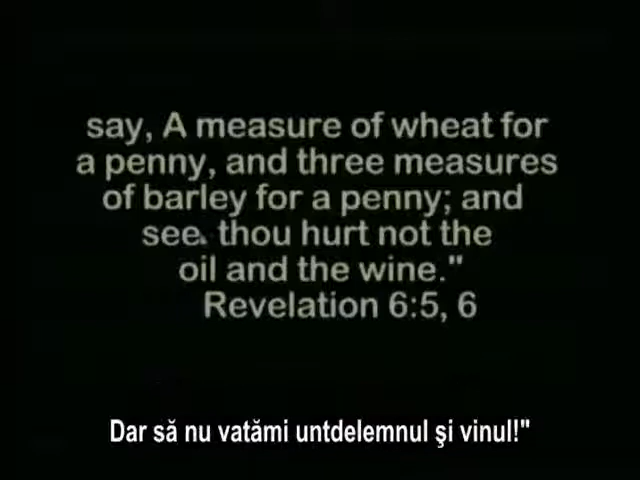 say, A measure of wheat for
a penny, and three measures
of barley for a penny; and
see. thou hurt not the
oil and the wine."
Revelation 6:5, 6
Dar să nu vatămi untdelemnul şi vinul!"